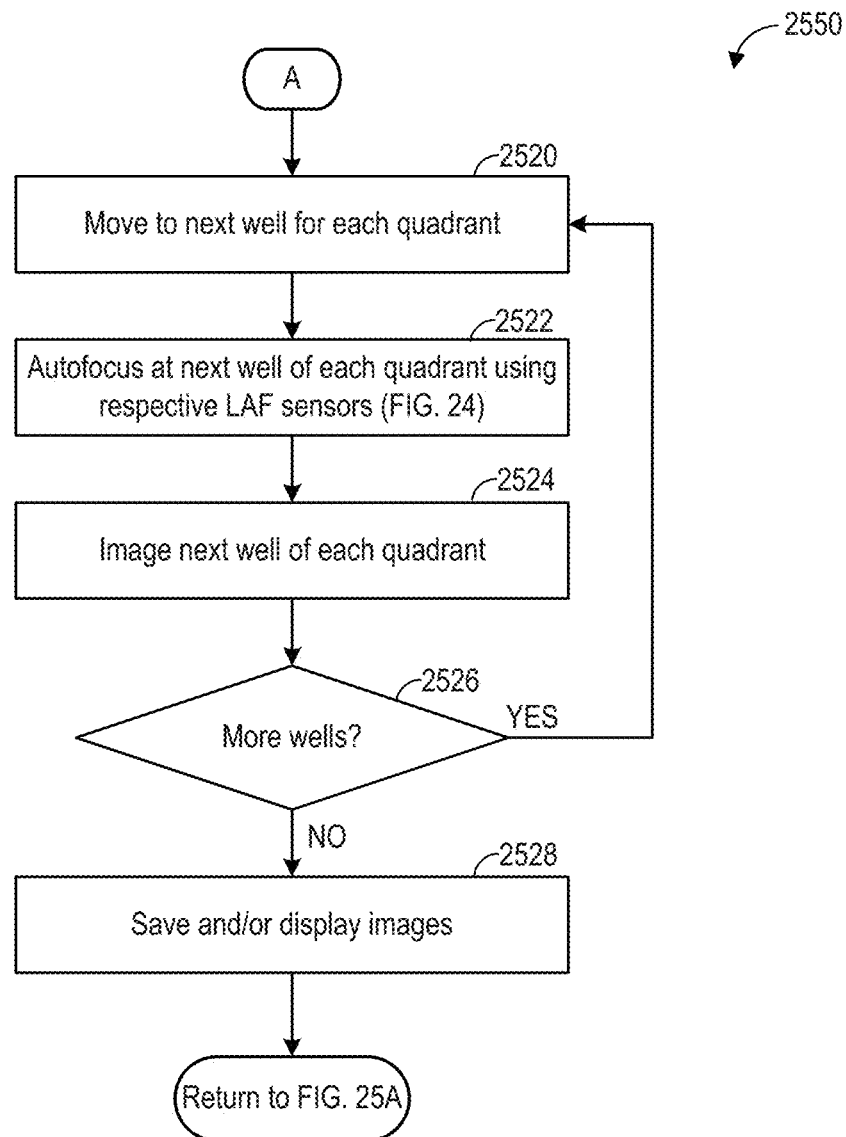 2550
A
2520
Move to next well for each quadrant
2522
Autofocus at next well of each quadrant using
respective LAF sensors (FIG. 24)
2524
Image next well of each quadrant
2526
More wells?
YES
NO
2528
Save and/or display images
Return to FIG. 25A